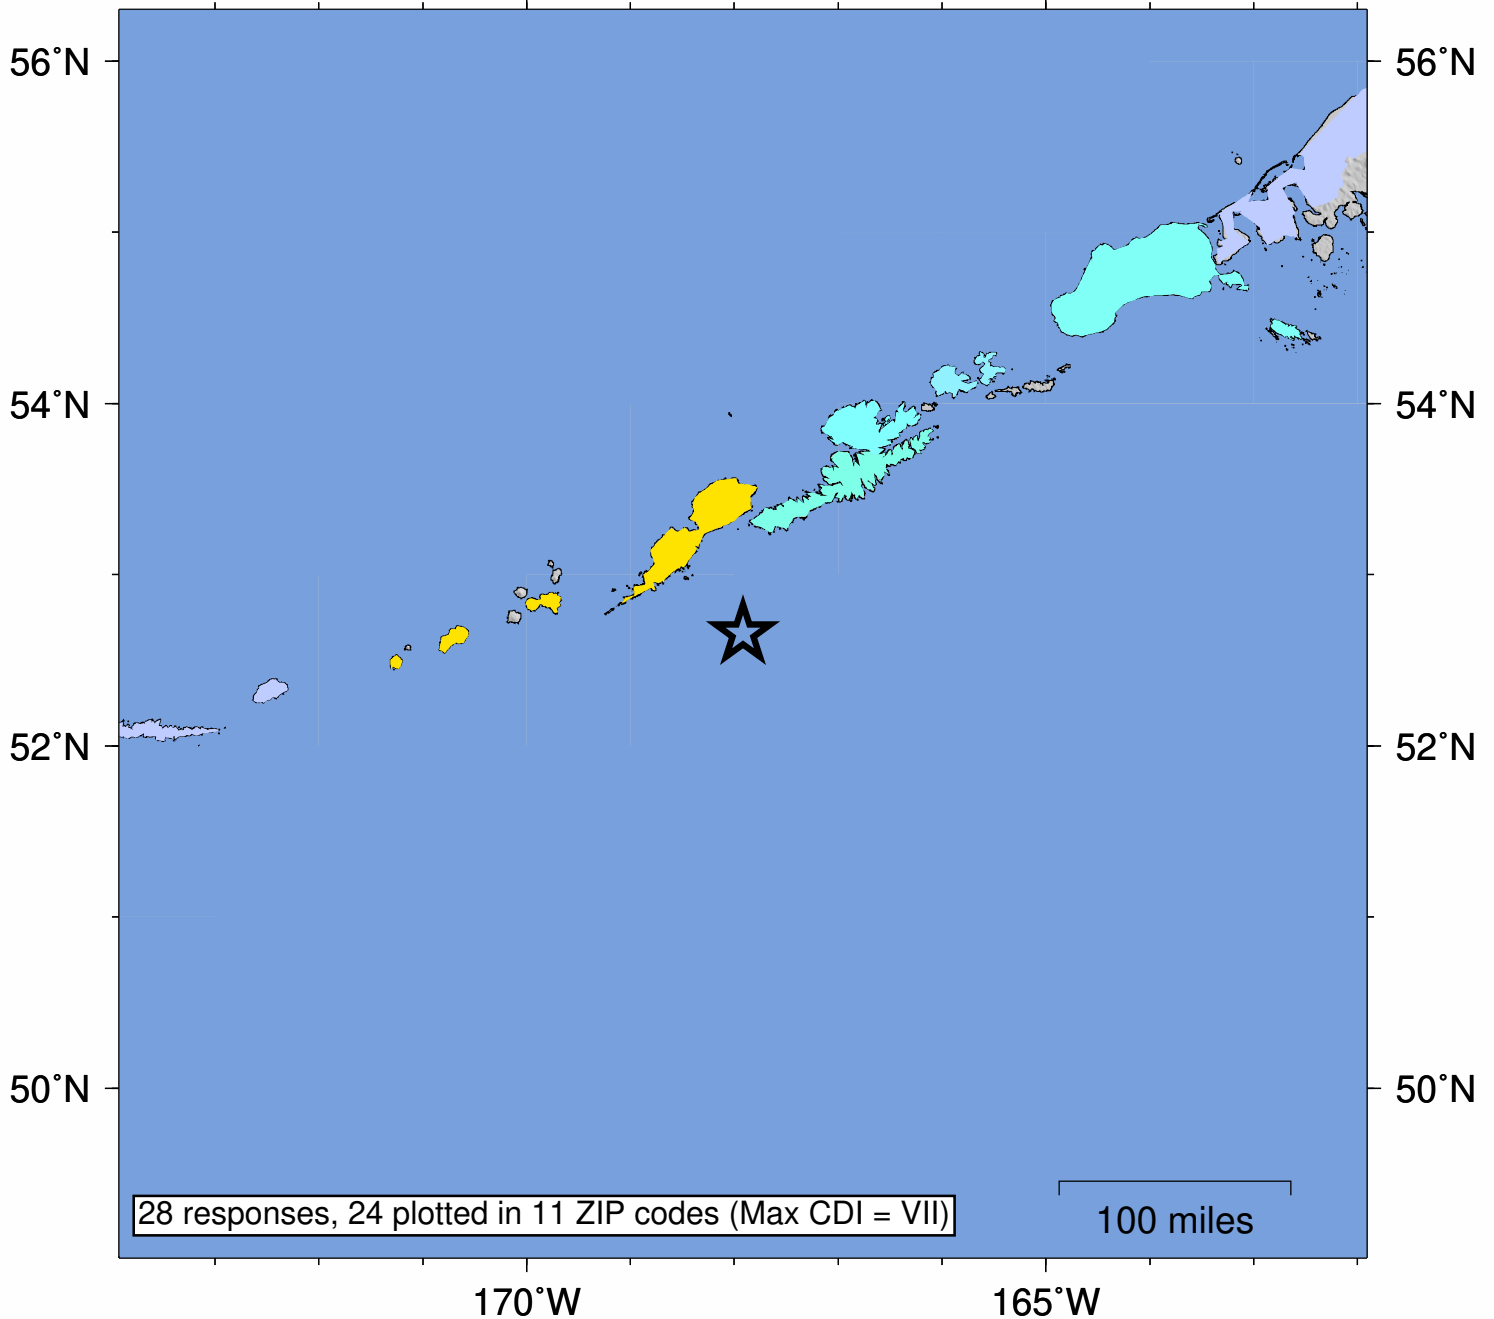 56˚N 56˚N
54˚N 54˚N
52˚N 52˚N
50˚N 50˚N
28 responses, 24 plotted in 11 ZIP codes (Max CDI = VII)
100 miles
170˚W 165˚W